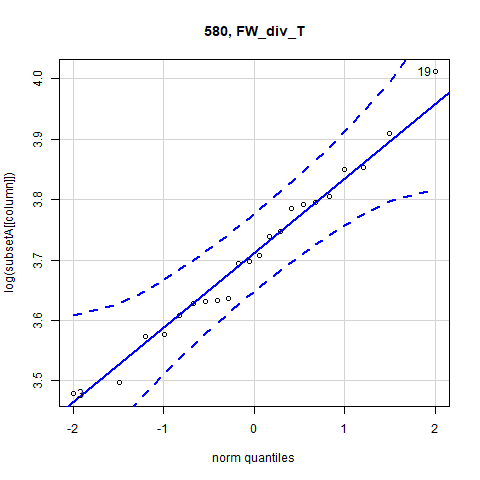 580, FW_div_T
log(subsetA[[column]])
4.0
3.9
3.8
3.7
3.6
3.5
19
-2 -1 0 1 2
norm quantiles